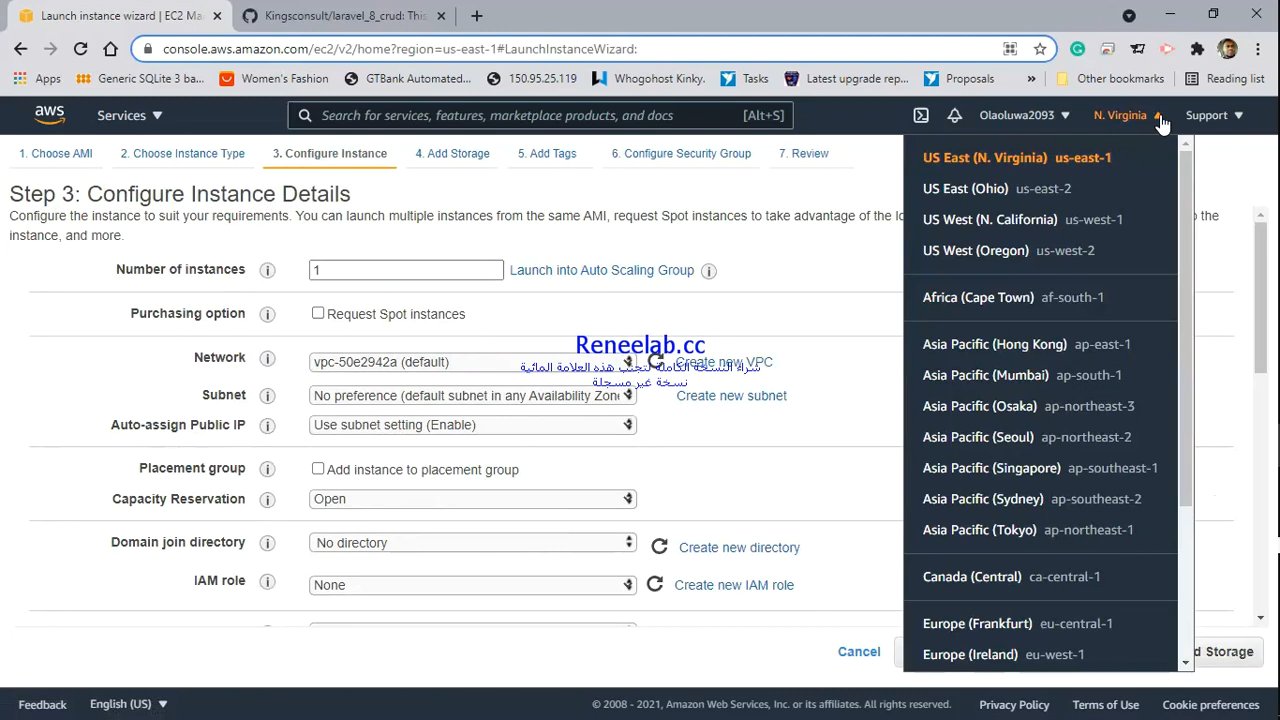 Launch instance wizard | EC2 Ma
Kingsconsult/laravel_8_crud: This
console.aws.amazon.com/ec2/v2/home?region=us-east-1#LaunchInstanceWizard:
Apps
Generic SQLite 3 ba...
Women's Fashion
GTBank Automated...
150.95.25.119
Whogohost Kinky.
Tasks
Latest upgrade rep...
Proposals
»
Other bookmarks
Reading list
aws
Services
Search for services, features, marketplace products, and docs
[Alt+S]
Olaoluwa2093
N. Virginia
Support
1. Choose AMI
2. Choose Instance Type
3. Configure Instance
4. Add Storage
5. Add Tags
6. Configure Security Group
7. Review
Step 3: Configure Instance Details
Configure the instance to suit your requirements. You can launch multiple instances from the same AMI, request Spot instances to take advantage of the lo
to the
instance, and more.
Number of instances
1
Launch into Auto Scaling Group
Purchasing option
Request Spot instances
Network
vpc-50e2942a (default)
Create new VPC
Subnet
No preference (default subnet in any Availability Zone
Create new subnet
Auto-assign Public IP
Use subnet setting (Enable)
Placement group
Add instance to placement group
Capacity Reservation
Open
Domain join directory
No directory
Create new directory
IAM role
None
Create new IAM role
Reneelab.cc
شراء النسخة الكاملة لتجنب هذه العلامة المائية
نسخة غير مسجلة
US East (N. Virginia) us-east-1
US East (Ohio) us-east-2
US West (N. California) us-west-1
US West (Oregon) us-west-2
Africa (Cape Town) af-south-1
Asia Pacific (Hong Kong) ap-east-1
Asia Pacific (Mumbai) ap-south-1
Asia Pacific (Osaka) ap-northeast-3
Asia Pacific (Seoul) ap-northeast-2
Asia Pacific (Singapore) ap-southeast-1
Asia Pacific (Sydney) ap-southeast-2
Asia Pacific (Tokyo) ap-northeast-1
Canada (Central) ca-central-1
Europe (Frankfurt) eu-central-1
Europe (Ireland) eu-west-1
Cancel
d Storage
Feedback
English (US)
© 2008 - 2021, Amazon Web Services, Inc. or its affiliates. All rights reserved.
Privacy Policy
Terms of Use
Cookie preferences